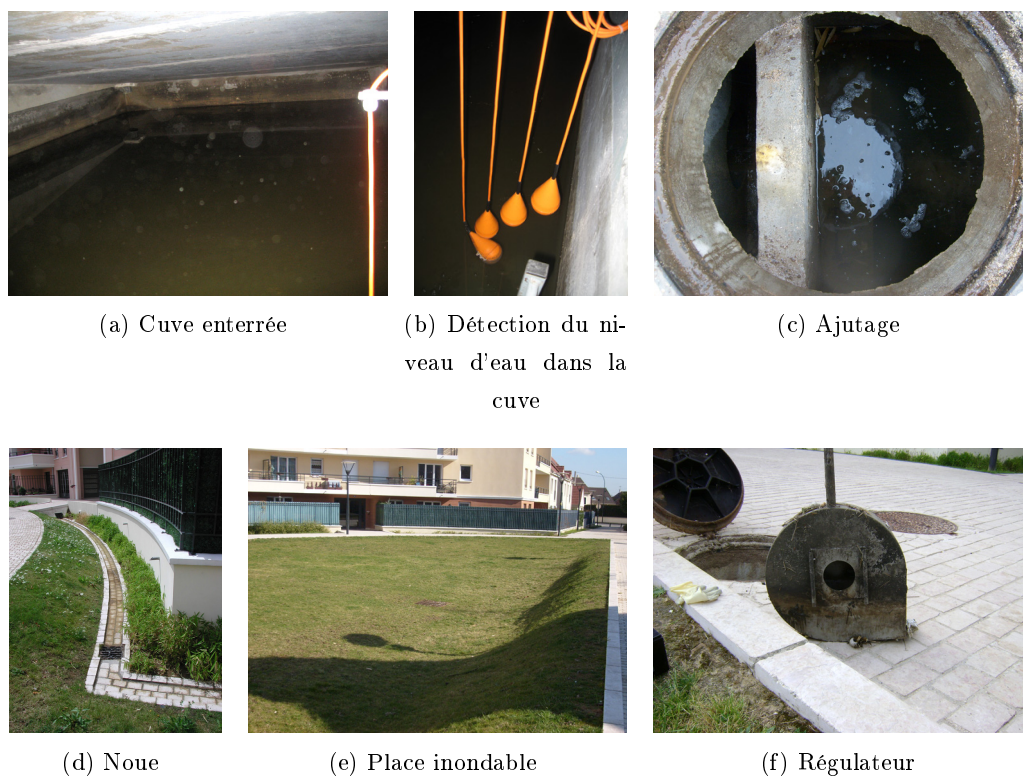 (a) Cuve enterrée
(b) Détection du ni-
veau d'eau dans la
cuve
(c) Ajutage
(d) Noue
(e) Place inondable
(f) Régulateur